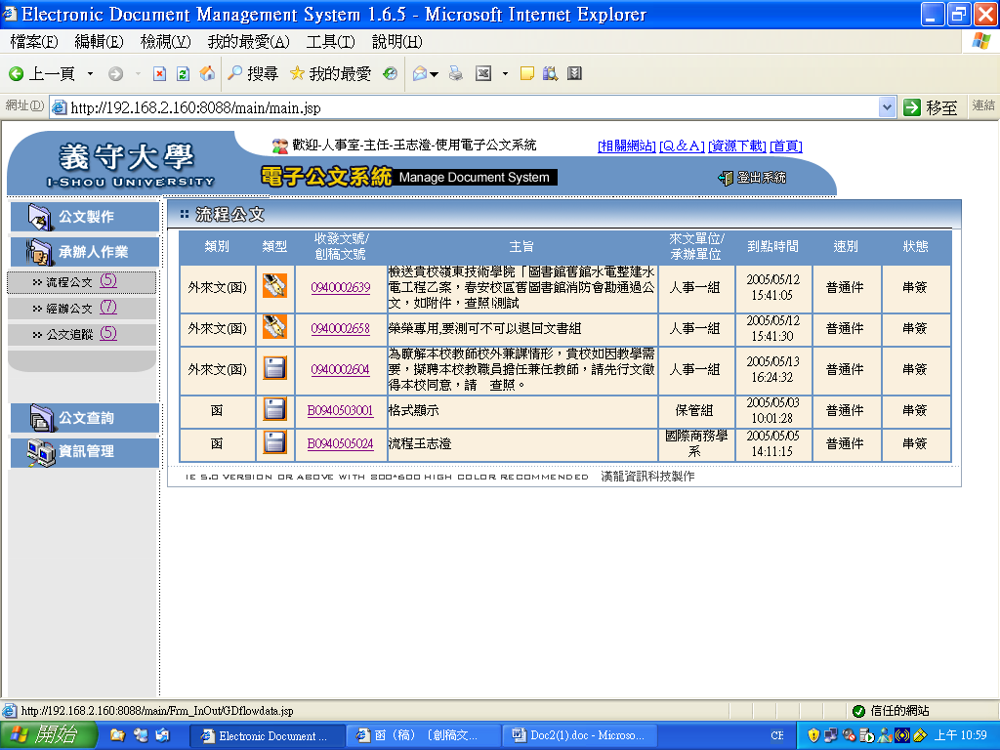 Electronic Document Management System 1.6.5 - Microsoft Internet Explorer
檔案(F) 編輯(E) 檢視(V) 我的最愛(A) 工具(T) 說明(H)
上一頁 搜尋 我的最愛
網址(D) http://192.168.2.160:8088/main/main.jsp 移至 連結
義守大學
I-SHOU UNIVERSITY
歡迎-人事室-主任-王志澄-使用電子公文系統
[相關網站] [Q&A] [資源下載] [首頁]
電子公文系統 Manage Document System
登出系統
公文製作
承辦人作業
流程公文 (5)
經辦公文 (7)
公文追蹤 (5)
公文查詢
資訊管理
流程公文
類別 類型 收發文號/創稿文號 主旨 來文單位/承辦單位 到點時間 速別 狀態
外來文(函) 0940002639 檢送貴校嶺東技術學院「圖書館舊館水電整建水
電工程乙案，春安校區舊圖書館消防會勘通過公
文，如附件，查照!測試
人事一組 2005/05/12 15:41:05 普通件 串簽
外來文(函) 0940002658 榮榮專用,要測可不可以退回文書組 人事一組 2005/05/12 15:41:30 普通件 串簽
外來文(函) 0940002604 為瞭解本校教師校外兼課情形，貴校如因教學需
要，擬聘本校教職員擔任兼任教師，請先行文徵
得本校同意，請　查照。
人事一組 2005/05/13 16:24:32 普通件 串簽
函 B0940503001 格式顯示 保管組 2005/05/03 10:01:28 普通件 串簽
函 B0940505024 流程王志澄 國際商務學系 2005/05/05 14:11:15 普通件 串簽
IE 5.0 VERSION OR ABOVE WITH 800*600 HIGH COLOR RECOMMENDED 漢龍資訊科技製作
http://192.168.2.160:8088/main/Frm_InOut/GDflowdata.jsp 信任的網站
開始 Electronic Document ... 函（稿）〔創稿文... Doc2(1).doc - Microso... CH 上午 10:59